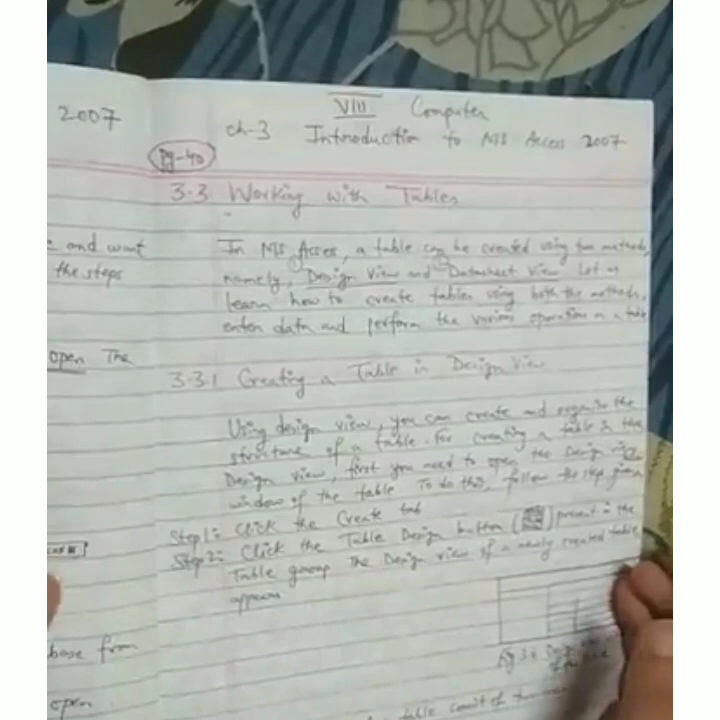 2007
and want
the steps
open The
base from
open
VIII Computer
ch-3 Introduction to MS Access 2007
Pg-40
3.3 Working with Tables
In MS Access, a table can be created using two methods,
namely, Design View and Datasheet View. Let us
learn how to create tables using both the methods,
enter data and perform the various operations on a table
3.3.1 Creating a Table in Design View
Using design view, you can create and organise the
structure of a table. For creating a table in the
Design view, first you need to open the Design view
window of the table To do this, follow the step given
Step1: Click the Create tab
Step2: Click the Table Design button ( ) present in the
Table group The Design view of a newly created table
appears
table consist of